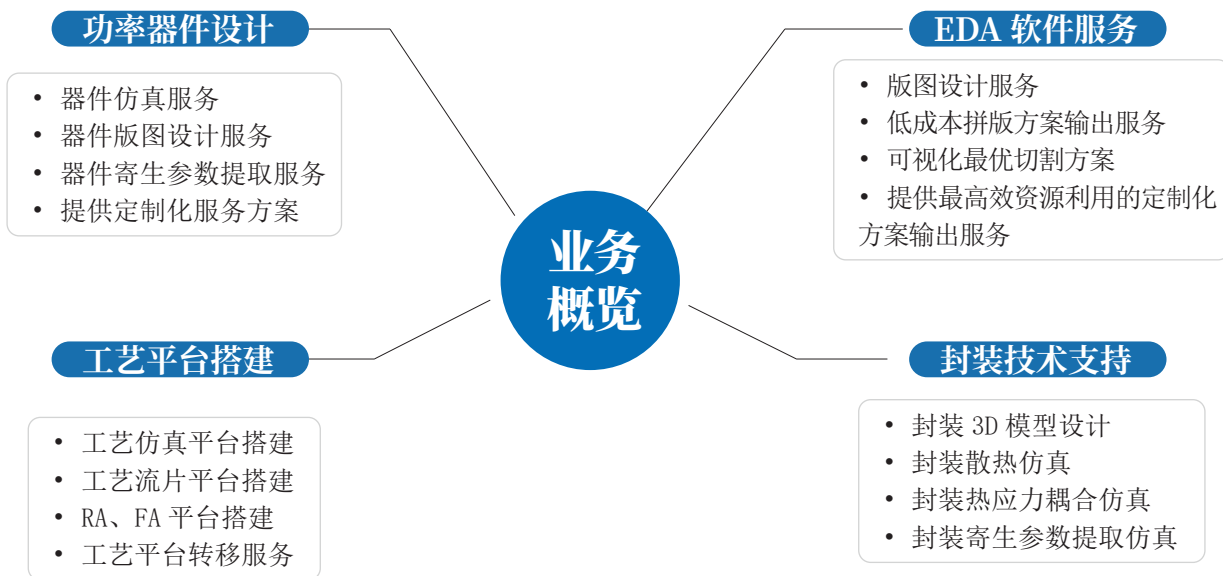 功率器件设计
• 器件仿真服务
• 器件版图设计服务
• 器件寄生参数提取服务
• 提供定制化服务方案
EDA 软件服务
• 版图设计服务
• 低成本拼版方案输出服务
• 可视化最优切割方案
• 提供最高效资源利用的定制化
方案输出服务
业务
概览
工艺平台搭建
• 工艺仿真平台搭建
• 工艺流片平台搭建
• RA、FA 平台搭建
• 工艺平台转移服务
封装技术支持
• 封装 3D 模型设计
• 封装散热仿真
• 封装热应力耦合仿真
• 封装寄生参数提取仿真